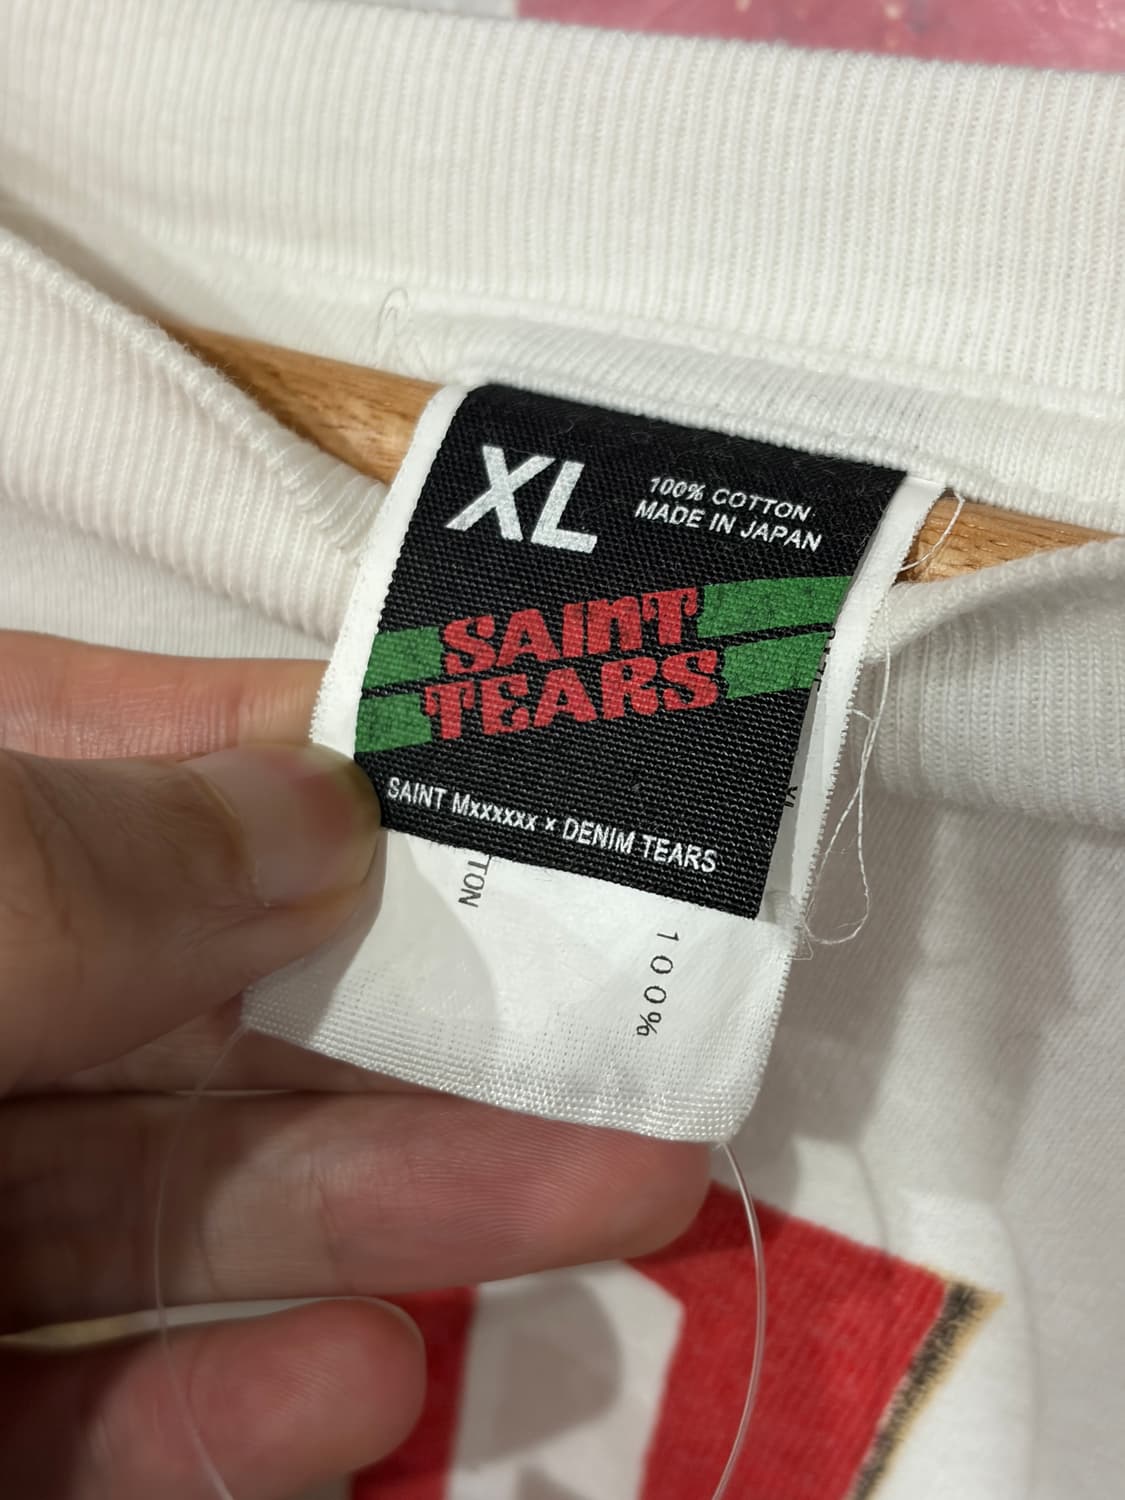 XL
100% COTTON
MADE IN JAPAN
SAINT
TEARS
SAINT Mxxxxxx × DENIM TEARS
TON
100%